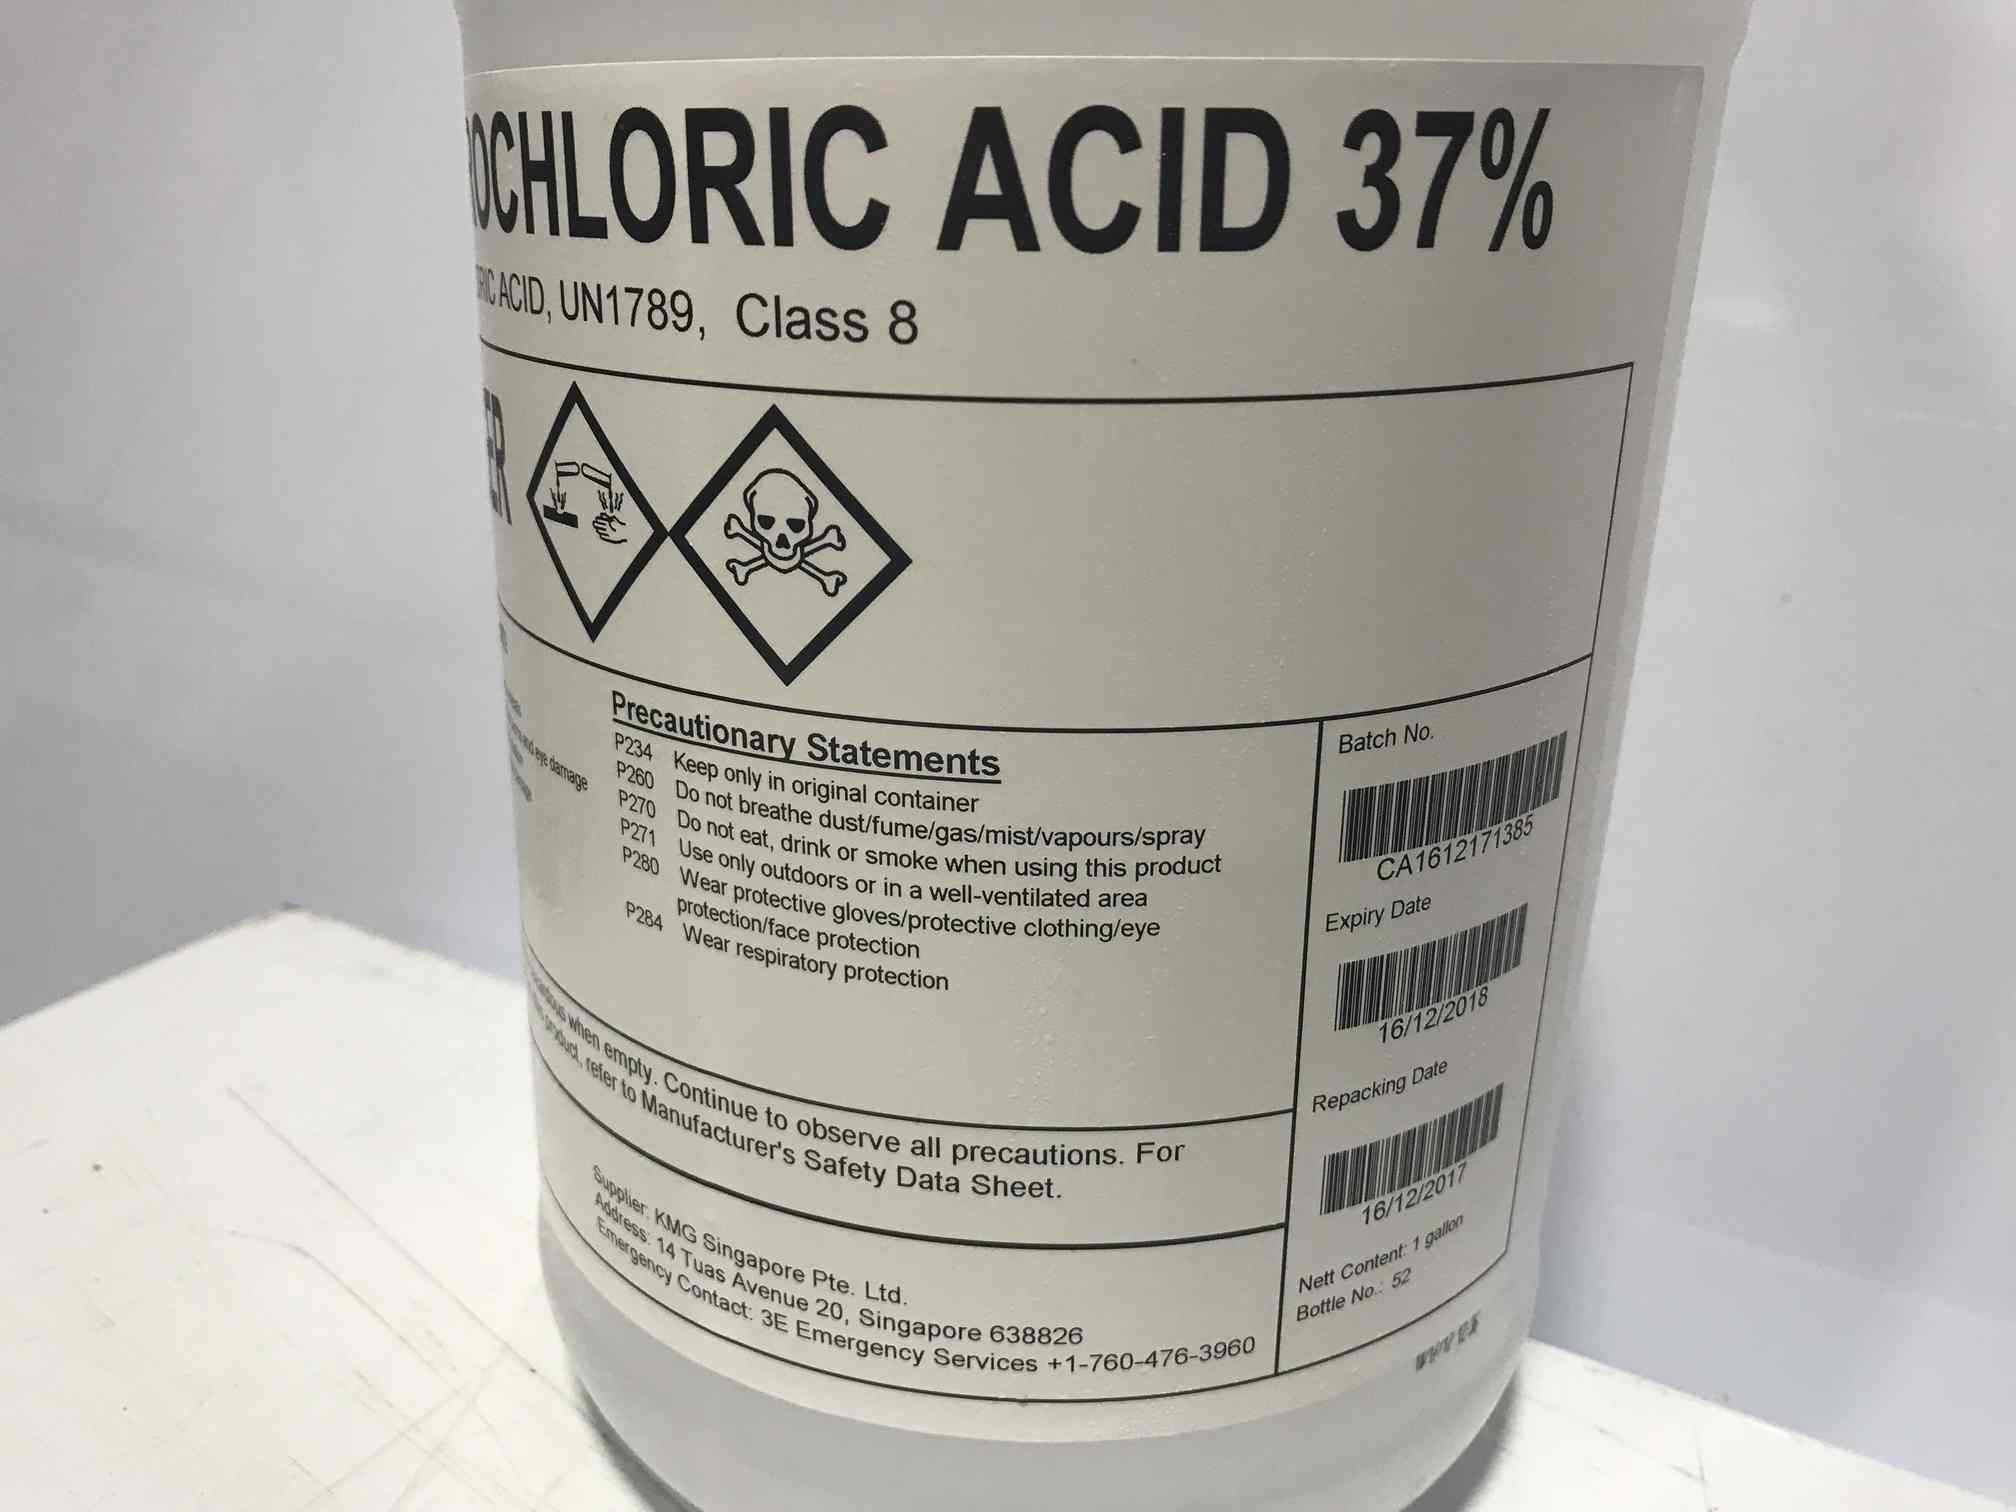 OCHLORIC ACID 37%
RIC ACID, UN1789, Class 8
ER
eye damage
Precautionary Statements
P234 Keep only in original container
P260 Do not breathe dust/fume/gas/mist/vapours/spray
P270 Do not eat, drink or smoke when using this product
P271 Use only outdoors or in a well-ventilated area
P280 Wear protective gloves/protective clothing/eye
protection/face protection
P284 Wear respiratory protection
when empty. Continue to observe all precautions. For
product, refer to Manufacturer's Safety Data Sheet.
Supplier: KMG Singapore Pte. Ltd.
Address: 14 Tuas Avenue 20, Singapore 638826
Emergency Contact: 3E Emergency Services +1-760-476-3960
Batch No.
CA1612171385
Expiry Date
16/12/2018
Repacking Date
16/12/2017
Nett Content: 1 gallon
Bottle No.: 52